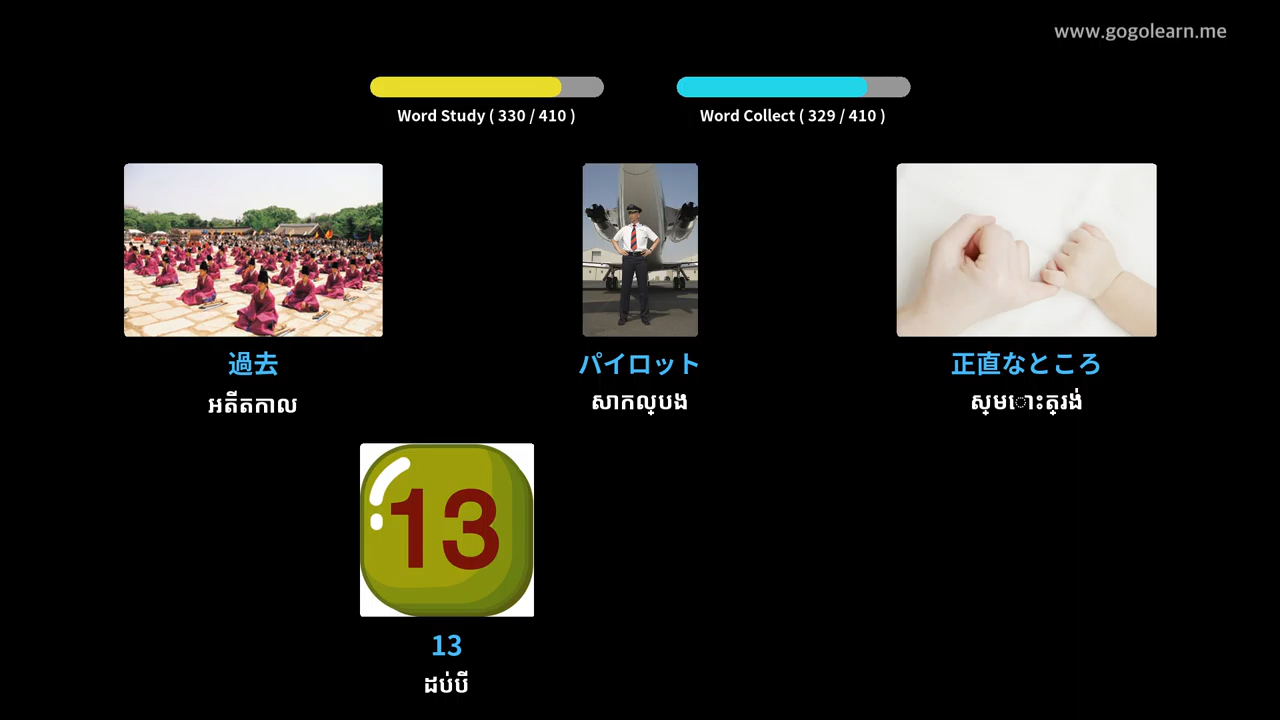 www.gogolearn.me
Word Study ( 330 / 410 )
Word Collect ( 329 / 410 )
過去
អតីតកាល
パイロット
សាកល្បង
正直なところ
ស្មោះត្រង់
13
13
ដប់បី